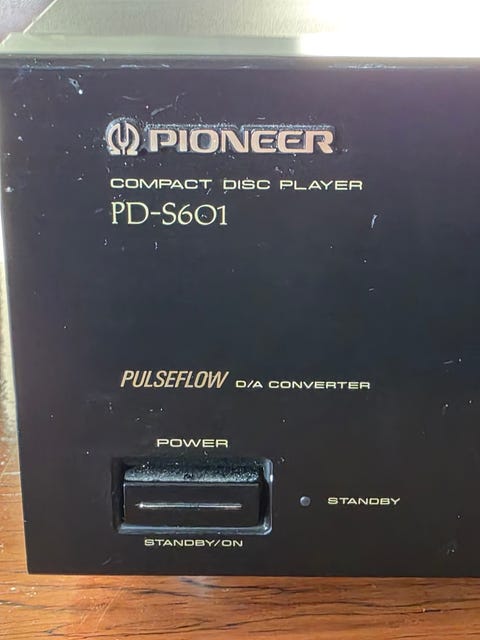 PIONEER
COMPACT DISC PLAYER
PD-S601
PULSEFLOW D/A CONVERTER
POWER
STANDBY
STANDBY/ON